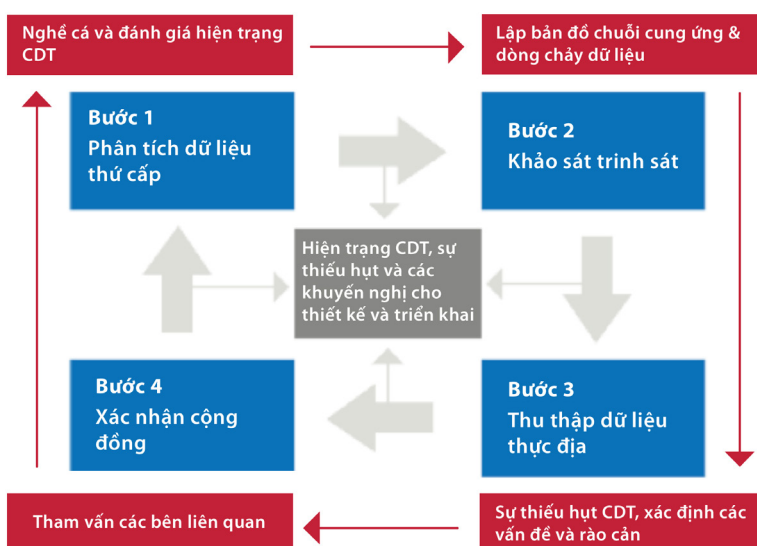 Nghề cá và đánh giá hiện trạng
CDT
Lập bản đồ chuỗi cung ứng &
dòng chảy dữ liệu
Bước 1
Phân tích dữ liệu
thứ cấp
Bước 2
Khảo sát trinh sát
Hiện trạng CDT, sự
thiếu hụt và các
khuyến nghị cho
thiết kế và triển khai
Bước 4
Xác nhận cộng
đồng
Bước 3
Thu thập dữ liệu
thực địa
Tham vấn các bên liên quan
Sự thiếu hụt CDT, xác định các
vấn đề và rào cản